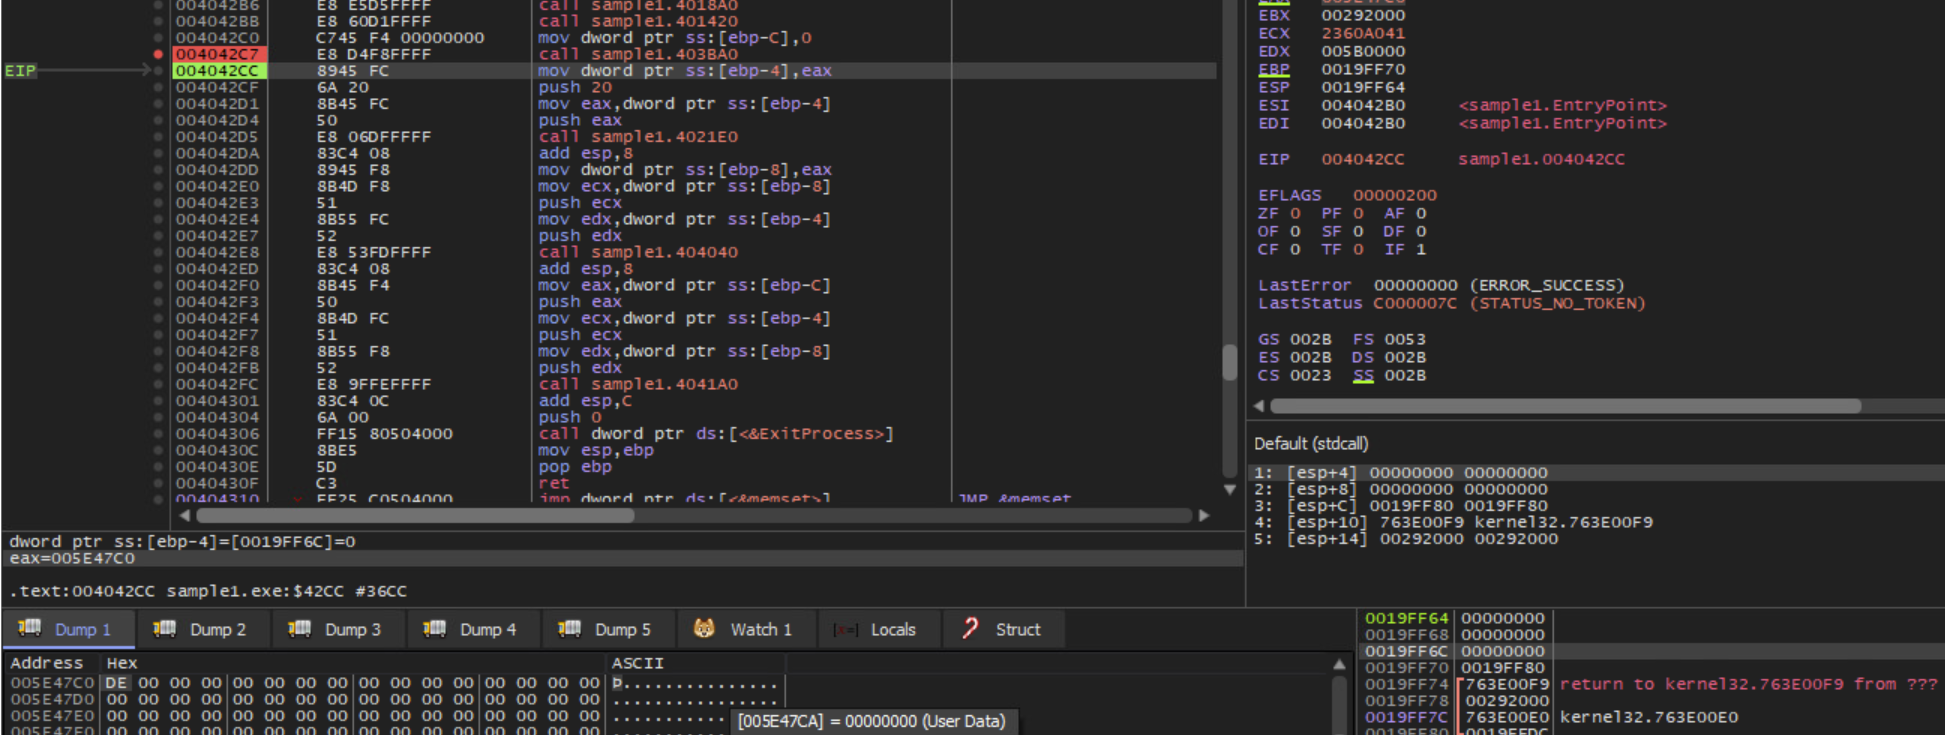 004042B6 E8 E5D5FFFF call sample1.4018A0
004042BB E8 60D1FFFF call sample1.401420
004042C0 C745 F4 00000000 mov dword ptr ss:[ebp-C],0
004042C7 E8 D4F8FFFF call sample1.403BA0
EIP 004042CC 8945 FC mov dword ptr ss:[ebp-4],eax
004042CF 6A 20 push 20
004042D1 8B45 FC mov eax,dword ptr ss:[ebp-4]
004042D4 50 push eax
004042D5 E8 06DFFFFF call sample1.4021E0
004042DA 83C4 08 add esp,8
004042DD 8945 F8 mov dword ptr ss:[ebp-8],eax
004042E0 8B4D F8 mov ecx,dword ptr ss:[ebp-8]
004042E3 51 push ecx
004042E4 8B55 FC mov edx,dword ptr ss:[ebp-4]
004042E7 52 push edx
004042E8 E8 53FDFFFF call sample1.404040
004042ED 83C4 08 add esp,8
004042F0 8B45 F4 mov eax,dword ptr ss:[ebp-C]
004042F3 50 push eax
004042F4 8B4D FC mov ecx,dword ptr ss:[ebp-4]
004042F7 51 push ecx
004042F8 8B55 F8 mov edx,dword ptr ss:[ebp-8]
004042FB 52 push edx
004042FC E8 9FFEFFFF call sample1.4041A0
00404301 83C4 0C add esp,C
00404304 6A 00 push 0
00404306 FF15 80504000 call dword ptr ds:[<&ExitProcess>]
0040430C 8BE5 mov esp,ebp
0040430E 5D pop ebp
0040430F C3 ret
00404310 FF25 C0504000 jmp dword ptr ds:[<&memset>] JMP &memset
dword ptr ss:[ebp-4]=[0019FF6C]=0
eax=005E47C0
.text:004042CC sample1.exe:$42CC #36CC
EBX 00292000
ECX 2360A041
EDX 005B0000
EBP 0019FF70
ESP 0019FF64
ESI 004042B0 <sample1.EntryPoint>
EDI 004042B0 <sample1.EntryPoint>
EIP 004042CC sample1.004042CC
EFLAGS 00000200
ZF 0 PF 0 AF 0
OF 0 SF 0 DF 0
CF 0 TF 0 IF 1
LastError 00000000 (ERROR_SUCCESS)
LastStatus C000007C (STATUS_NO_TOKEN)
GS 002B FS 0053
ES 002B DS 002B
CS 0023 SS 002B
Default (stdcall)
1: [esp+4] 00000000 00000000
2: [esp+8] 00000000 00000000
3: [esp+C] 0019FF80 0019FF80
4: [esp+10] 763E00F9 kernel32.763E00F9
5: [esp+14] 00292000 00292000
Dump 1 Dump 2 Dump 3 Dump 4 Dump 5 Watch 1 Locals Struct
Address Hex ASCII
005E47C0 DE 00 00 00 00 00 00 00 00 00 00 00 00 00 00 00 Þ...............
005E47D0 00 00 00 00 00 00 00 00 00 00 00 00 00 00 00 00 ................
005E47E0 00 00 00 00 00 00 00 00 00 00 00 00 00 00 00 00
005E47F0 00 00 00 00 00 00 00 00 00 00 00 00 00 00 00 00
[005E47CA] = 00000000 (User Data)
0019FF64 00000000
0019FF68 00000000
0019FF6C 00000000
0019FF70 0019FF80
0019FF74 763E00F9 return to kernel32.763E00F9 from ???
0019FF78 00292000
0019FF7C 763E00E0 kernel32.763E00E0
0019FF80 0019FFDC